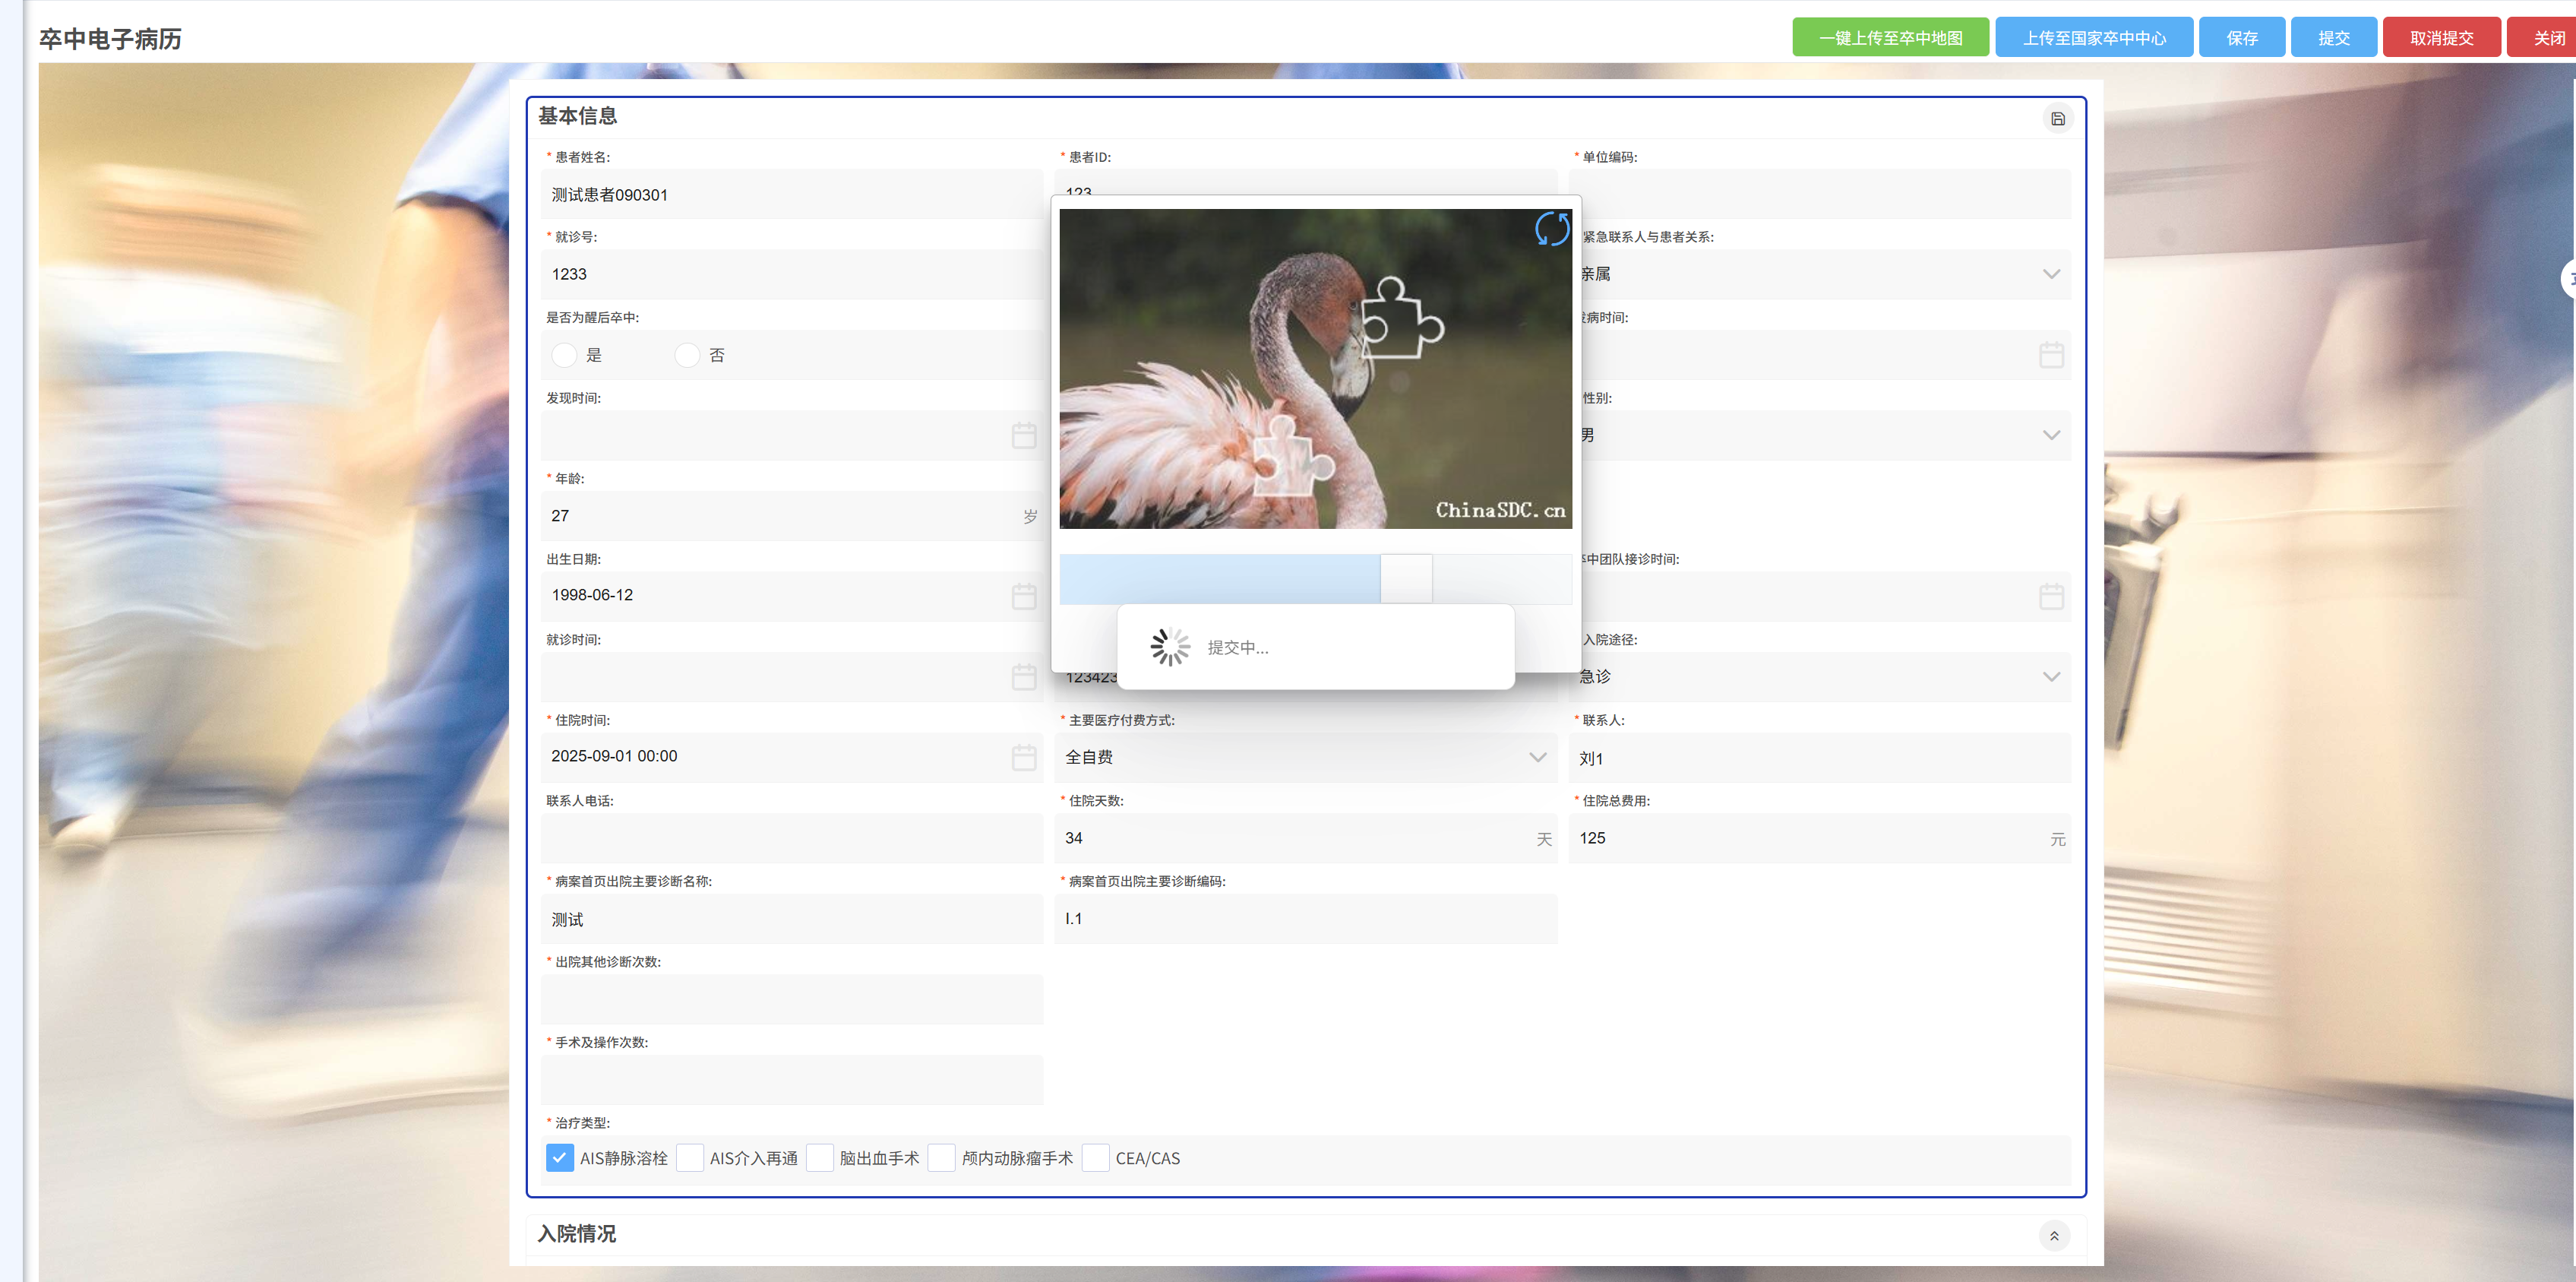 卒中电子病历
一键上传至卒中地图 上传至国家卒中中心 保存 提交 取消提交 关闭
基本信息
* 患者姓名: * 患者ID: * 单位编码:
测试患者090301 123
* 就诊号: 紧急联系人与患者关系:
1233 亲属
是否为醒后卒中: 发病时间:
是 否
发现时间: 性别:
男
* 年龄:
27 岁
ChinaSDC.cn
出生日期: 卒中团队接诊时间:
1998-06-12
就诊时间: 入院途径:
提交中...
123423 急诊
* 住院时间: * 主要医疗付费方式: * 联系人:
2025-09-01 00:00 全自费 刘1
联系人电话: * 住院天数: * 住院总费用:
34 天 125 元
* 病案首页出院主要诊断名称: * 病案首页出院主要诊断编码:
测试 I.1
* 出院其他诊断次数:
* 手术及操作次数:
* 治疗类型:
AIS静脉溶栓 AIS介入再通 脑出血手术 颅内动脉瘤手术 CEA/CAS
入院情况